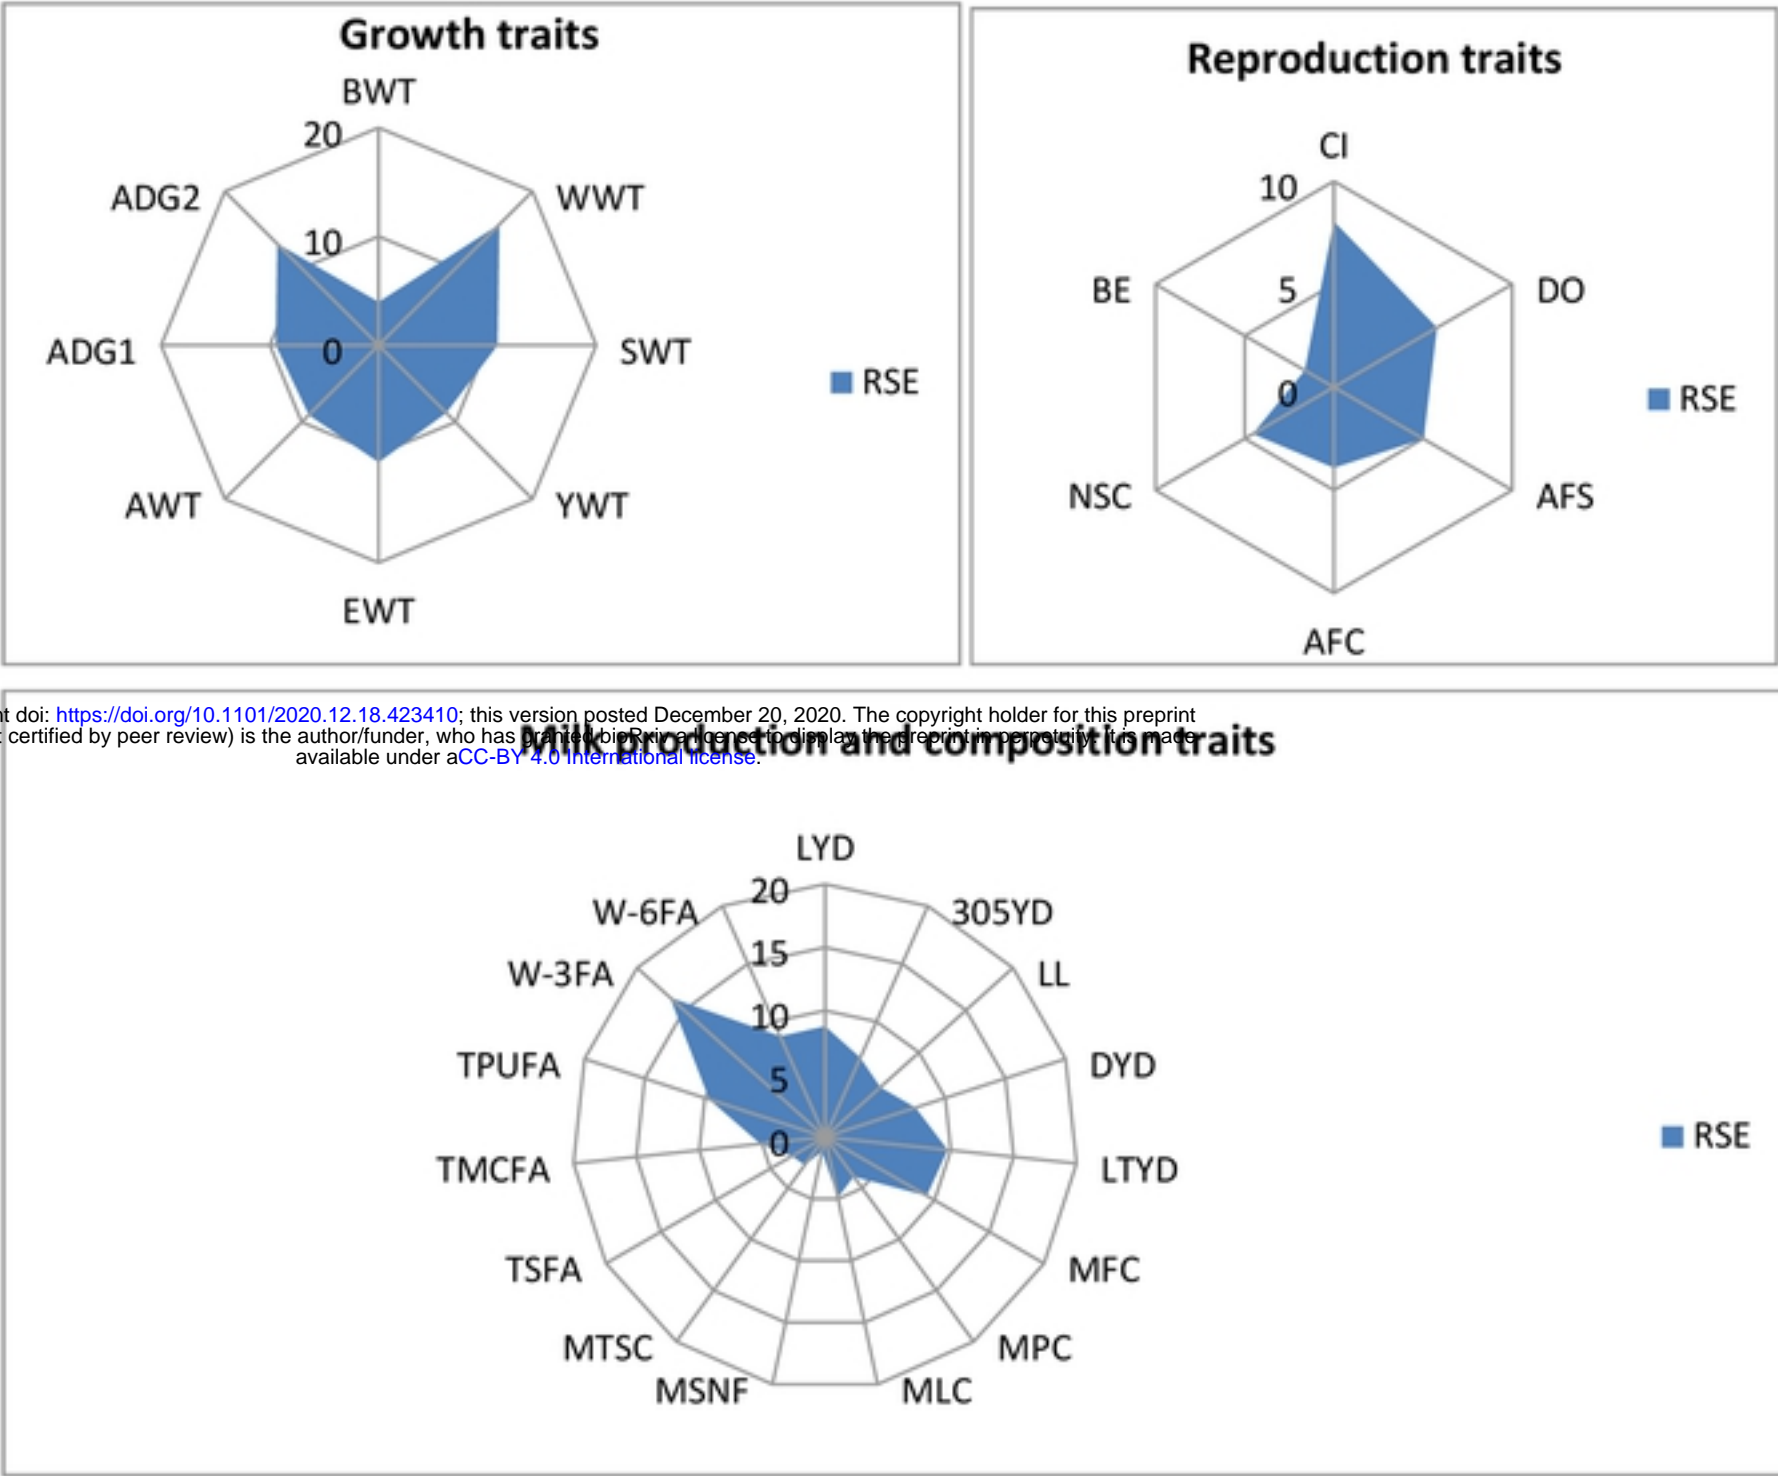 Growth traits
BWT
20
ADG2
WWT
10
ADG1
0
SWT
RSE
AWT
YWT
EWT
Reproduction traits
CI
10
BE
5
DO
0
RSE
NSC
AFS
AFC
t doi: https://doi.org/10.1101/2020.12.18.423410; this version posted December 20, 2020. The copyright holder for this preprint
certified by peer review) is the author/funder, who has granted bioRxiv a license to display the preprint in perpetuity. It is made
available under aCC-BY 4.0 International license.
Milk production and composition traits
LYD
20
W-6FA
305YD
15
W-3FA
LL
10
TPUFA
DYD
5
0
RSE
TMCFA
LTYD
TSFA
MFC
MTSC
MPC
MSNF
MLC